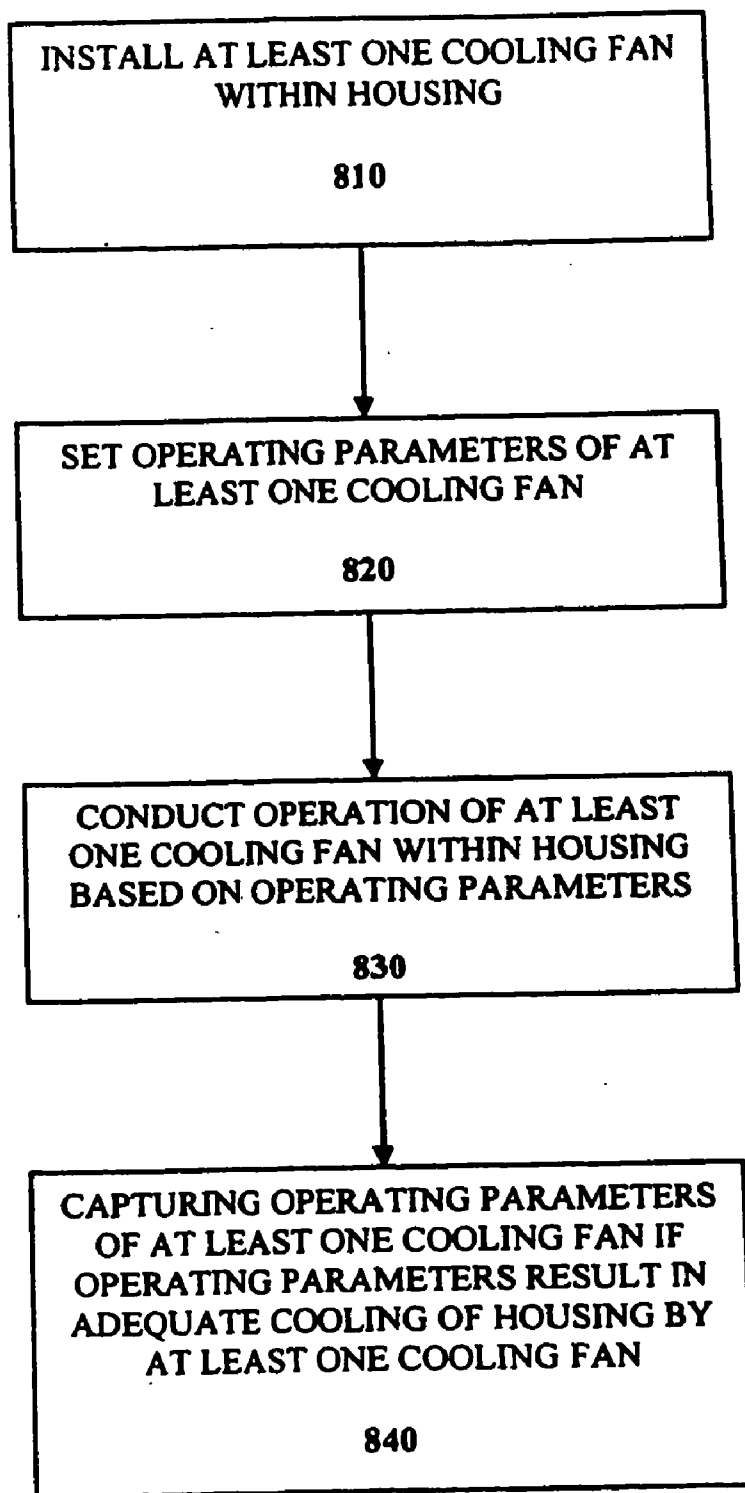 INSTALL AT LEAST ONE COOLING FAN
WITHIN HOUSING
810
SET OPERATING PARAMETERS OF AT
LEAST ONE COOLING FAN
820
CONDUCT OPERATION OF AT LEAST
ONE COOLING FAN WITHIN HOUSING
BASED ON OPERATING PARAMETERS
830
CAPTURING OPERATING PARAMETERS
OF AT LEAST ONE COOLING FAN IF
OPERATING PARAMETERS RESULT IN
ADEQUATE COOLING OF HOUSING BY
AT LEAST ONE COOLING FAN
840